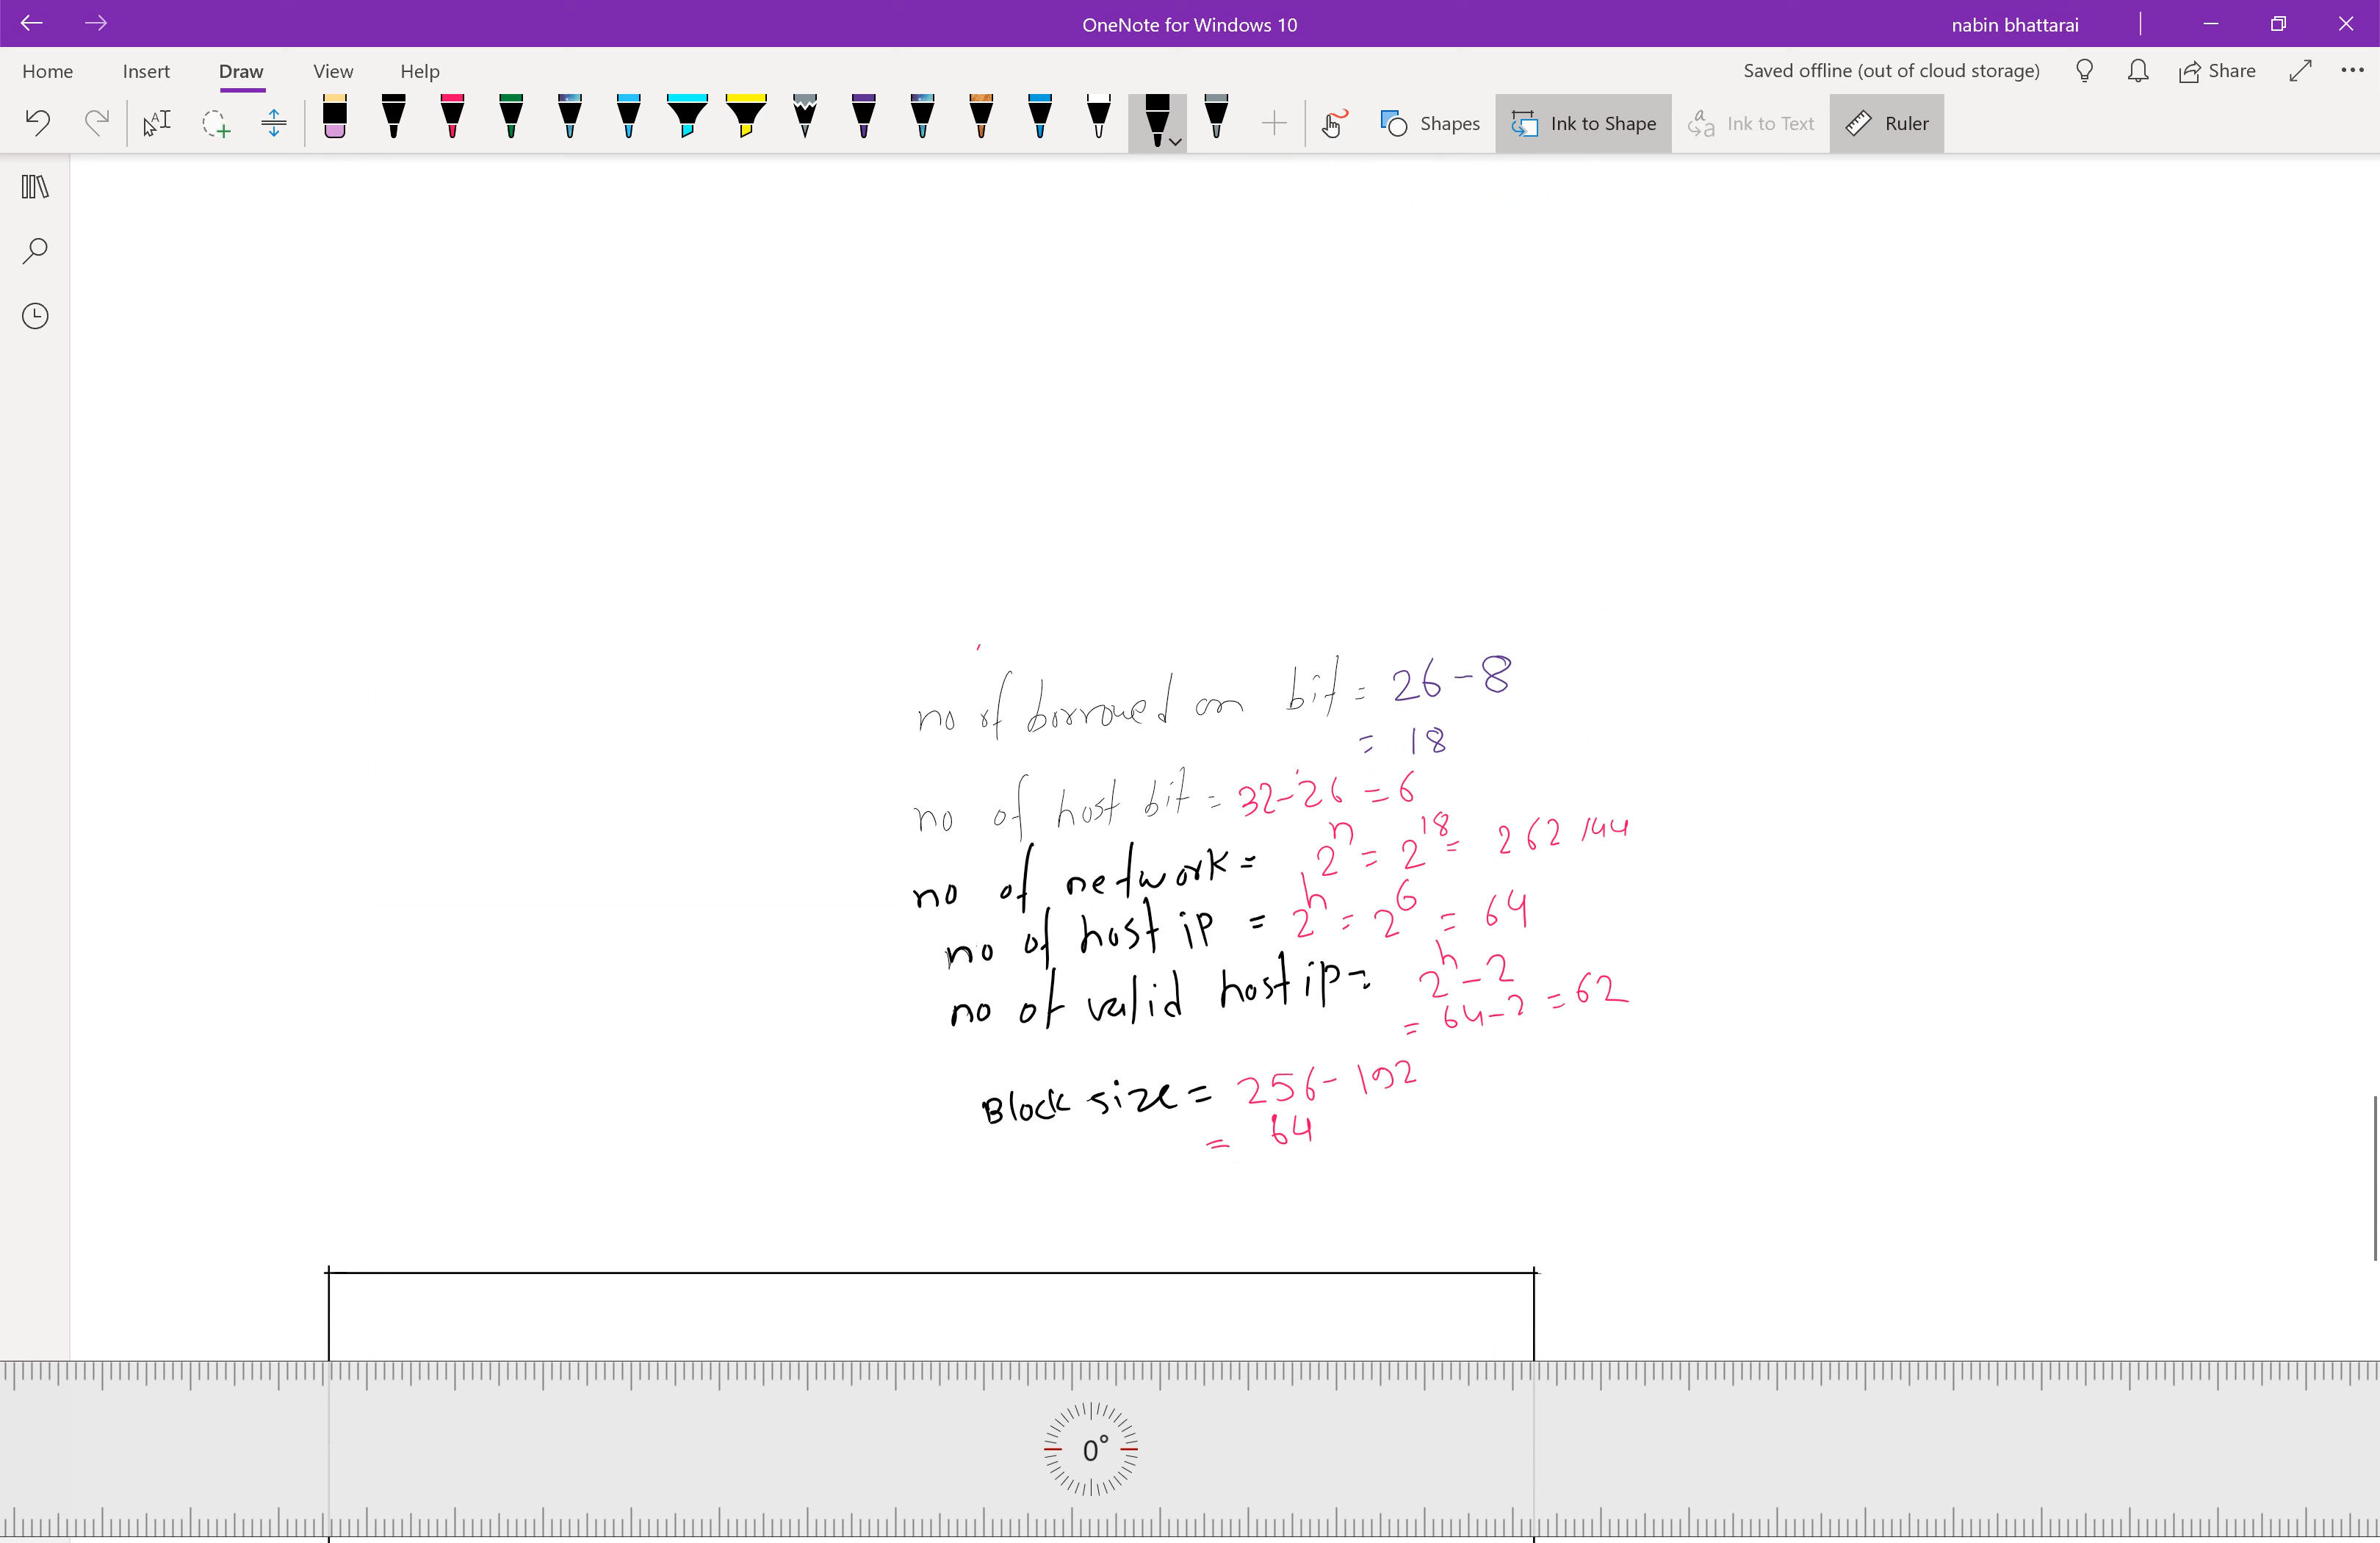 OneNote for Windows 10
nabin bhattarai
Home Insert Draw View Help
Saved offline (out of cloud storage) Share
Shapes Ink to Shape Ink to Text Ruler
no of borrowed on bit = 26-8
= 18
no of host bit = 32-26 = 6
no of network = 2^n = 2^18 = 262144
no of host ip = 2^h = 2^6 = 64
no of valid host ip = 2^h - 2
= 64-2 = 62
Block size = 256-192
= 64
0°